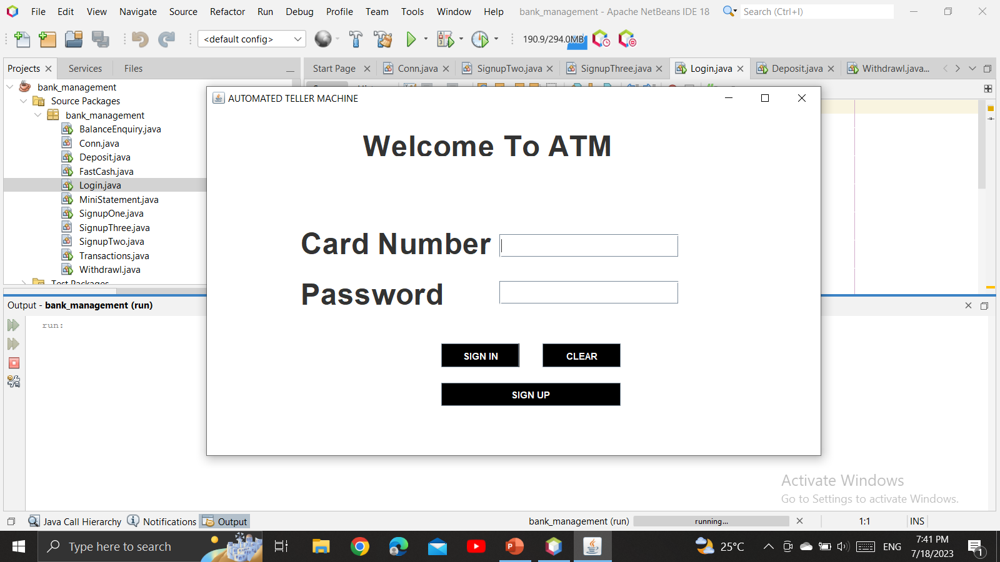 File Edit View Navigate Source Refactor Run Debug Profile Team Tools Window Help bank_management - Apache NetBeans IDE 18 Search (Ctrl+I)
<default config> 190.9/294.0MB
Projects Services Files Start Page Conn.java SignupTwo.java SignupThree.java Login.java Deposit.java Withdrawl.java...
bank_management
Source Packages
bank_management
BalanceEnquiry.java
Conn.java
Deposit.java
FastCash.java
Login.java
MiniStatement.java
SignupOne.java
SignupThree.java
SignupTwo.java
Transactions.java
Withdrawl.java
Test Packages
AUTOMATED TELLER MACHINE
Welcome To ATM
Card Number
Password
SIGN IN CLEAR
SIGN UP
Output - bank_management (run)
run:
Activate Windows
Go to Settings to activate Windows.
Java Call Hierarchy Notifications Output bank_management (run) running... 1:1 INS
Type here to search 25°C ENG 7:41 PM
7/18/2023 1